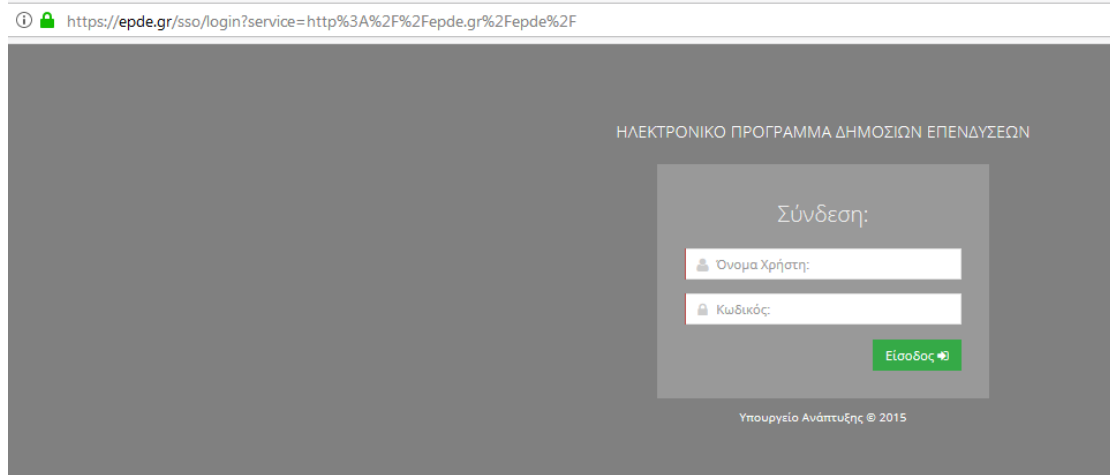 https://epde.gr/sso/login?service=http%3A%2F%2Fepde.gr%2Fepde%2F
ΗΛΕΚΤΡΟΝΙΚΟ ΠΡΟΓΡΑΜΜΑ ΔΗΜΟΣΙΩΝ ΕΠΕΝΔΥΣΕΩΝ
Σύνδεση:
Όνομα Χρήστη:
Κωδικός:
Είσοδος
Υπουργείο Ανάπτυξης © 2015